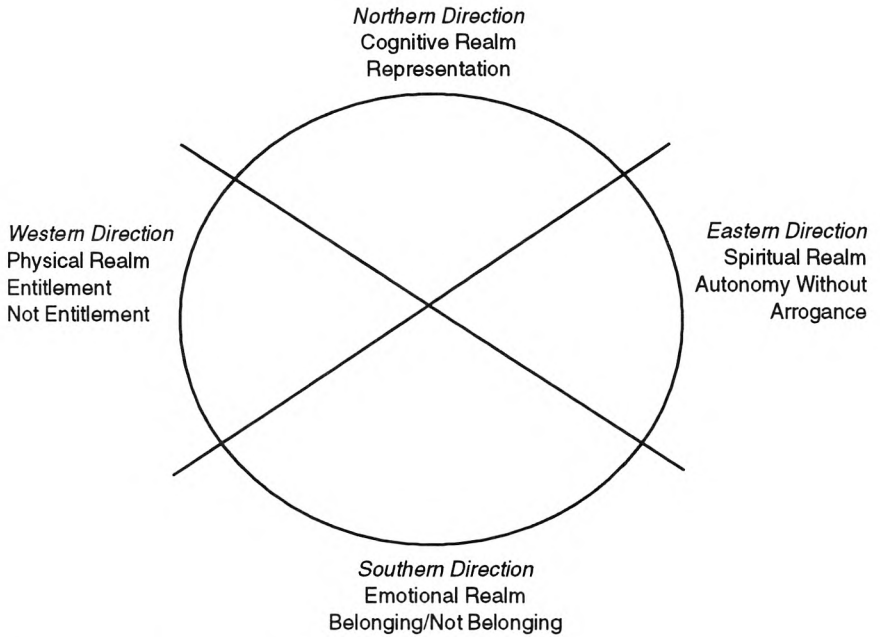 Northern Direction
Cognitive Realm
Representation
Western Direction
Physical Realm
Entitlement
Not Entitlement
Eastern Direction
Spiritual Realm
Autonomy Without
Arrogance
Southern Direction
Emotional Realm
Belonging/Not Belonging